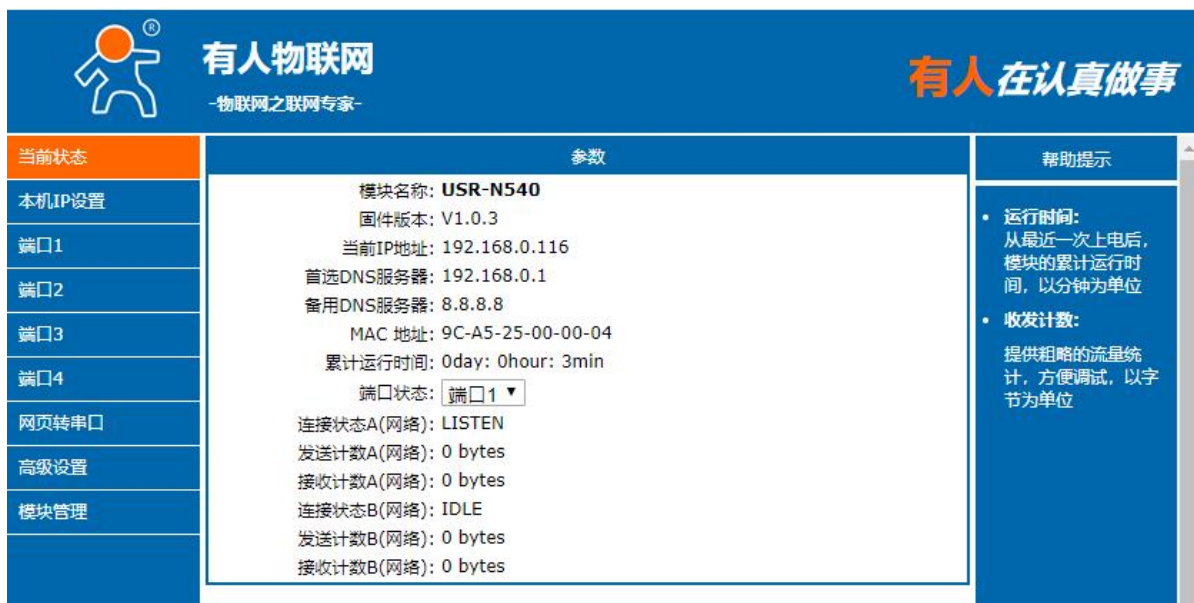 ®
有人物联网
-物联网之联网专家-
有人在认真做事
当前状态
本机IP设置
端口1
端口2
端口3
端口4
网页转串口
高级设置
模块管理
参数
模块名称: USR-N540
固件版本: V1.0.3
当前IP地址: 192.168.0.116
首选DNS服务器: 192.168.0.1
备用DNS服务器: 8.8.8.8
MAC 地址: 9C-A5-25-00-00-04
累计运行时间: 0day: 0hour: 3min
端口状态: 端口1 ▼
连接状态A(网络): LISTEN
发送计数A(网络): 0 bytes
接收计数A(网络): 0 bytes
连接状态B(网络): IDLE
发送计数B(网络): 0 bytes
接收计数B(网络): 0 bytes
帮助提示
• 运行时间:
从最近一次上电后,
模块的累计运行时
间, 以分钟为单位
• 收发计数:
提供粗略的流量统
计, 方便调试, 以字
节为单位